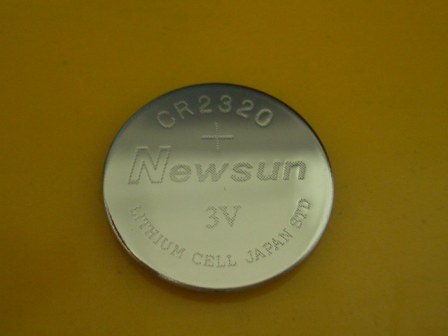 CR2320
+
Newsun
3V
LITHIUM CELL JAPAN STD